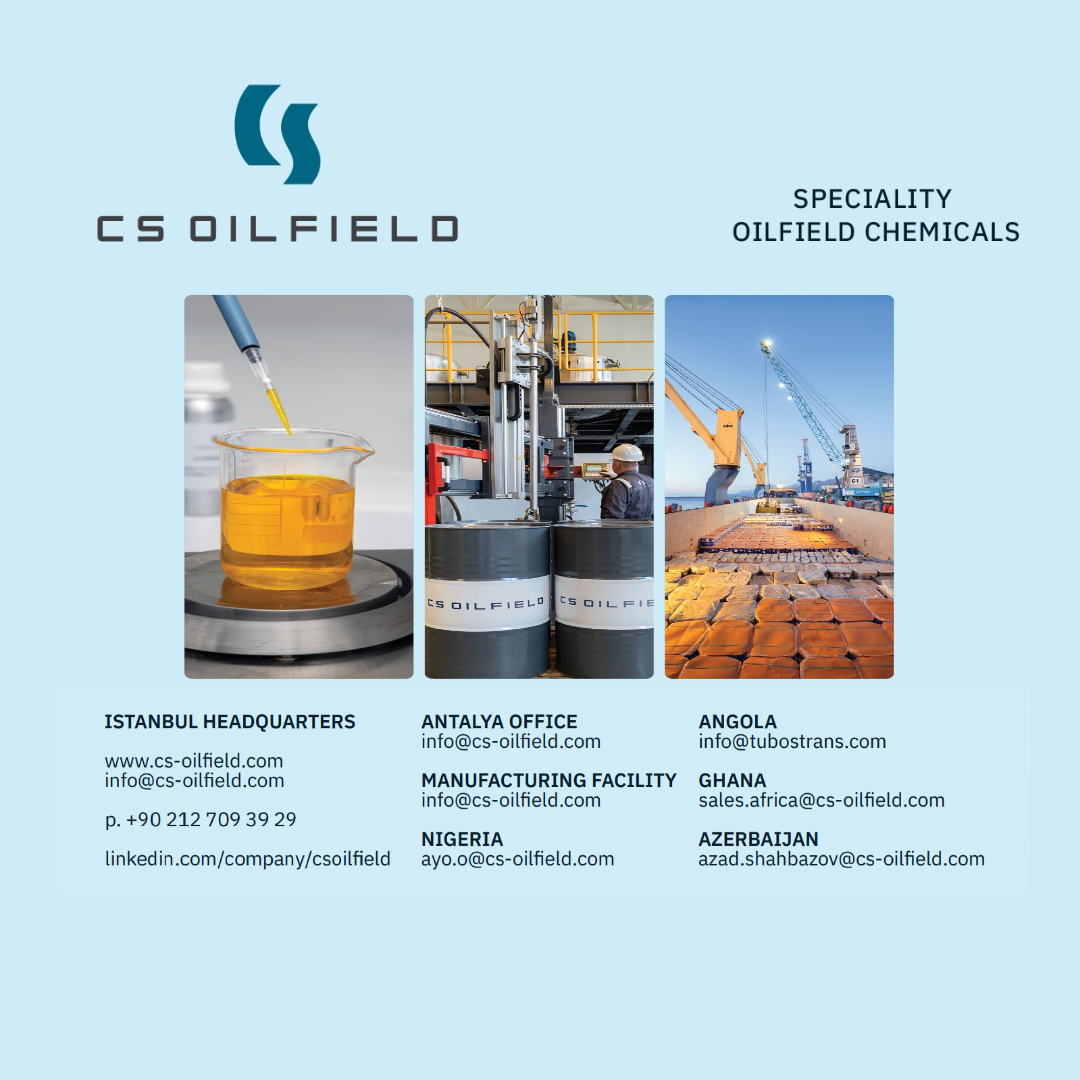 CS OILFIELD
SPECIALITY
OILFIELD CHEMICALS
CS OILFIELD
CS OILFIE
ISTANBUL HEADQUARTERS
www.cs-oilfield.com
info@cs-oilfield.com
p. +90 212 709 39 29
linkedin.com/company/csoilfield
ANTALYA OFFICE
info@cs-oilfield.com
MANUFACTURING FACILITY
info@cs-oilfield.com
NIGERIA
ayo.o@cs-oilfield.com
ANGOLA
info@tubostrans.com
GHANA
sales.africa@cs-oilfield.com
AZERBAIJAN
azad.shahbazov@cs-oilfield.com